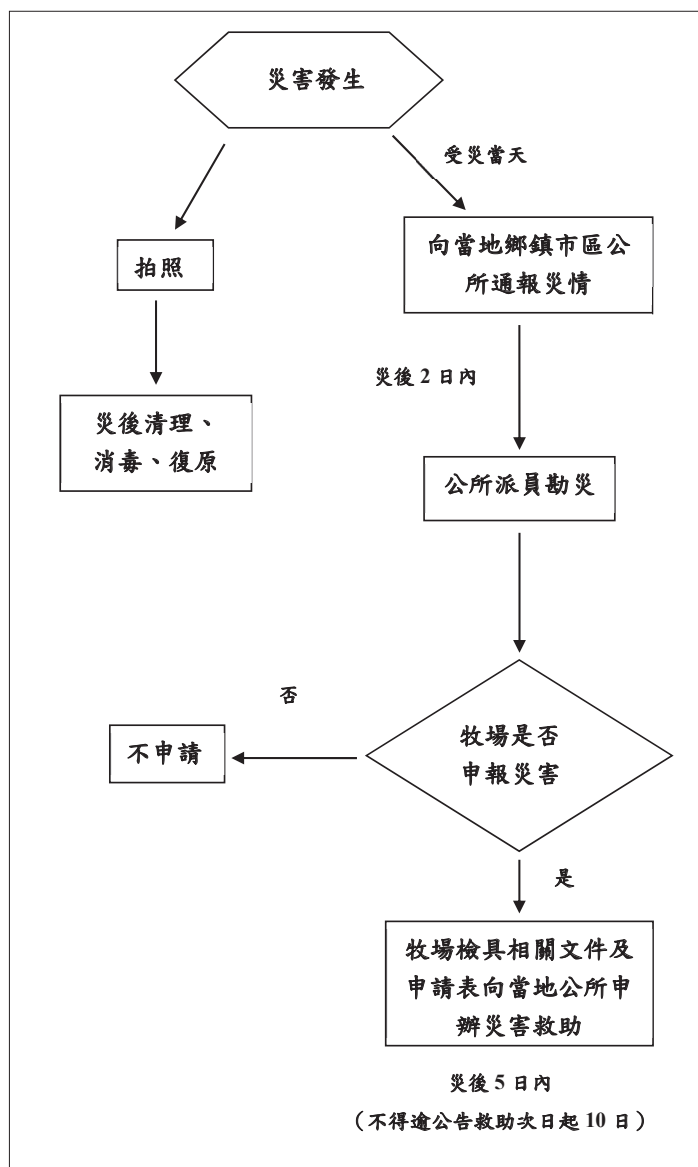 災害發生
受災當天
拍照
向當地鄉鎮市區公
所通報災情
災後 2 日內
災後清理、
消毒、復原
公所派員勘災
否
不申請
牧場是否
申報災害
是
牧場檢具相關文件及
申請表向當地公所申
辦災害救助
災後 5 日內
（不得逾公告救助次日起 10 日）